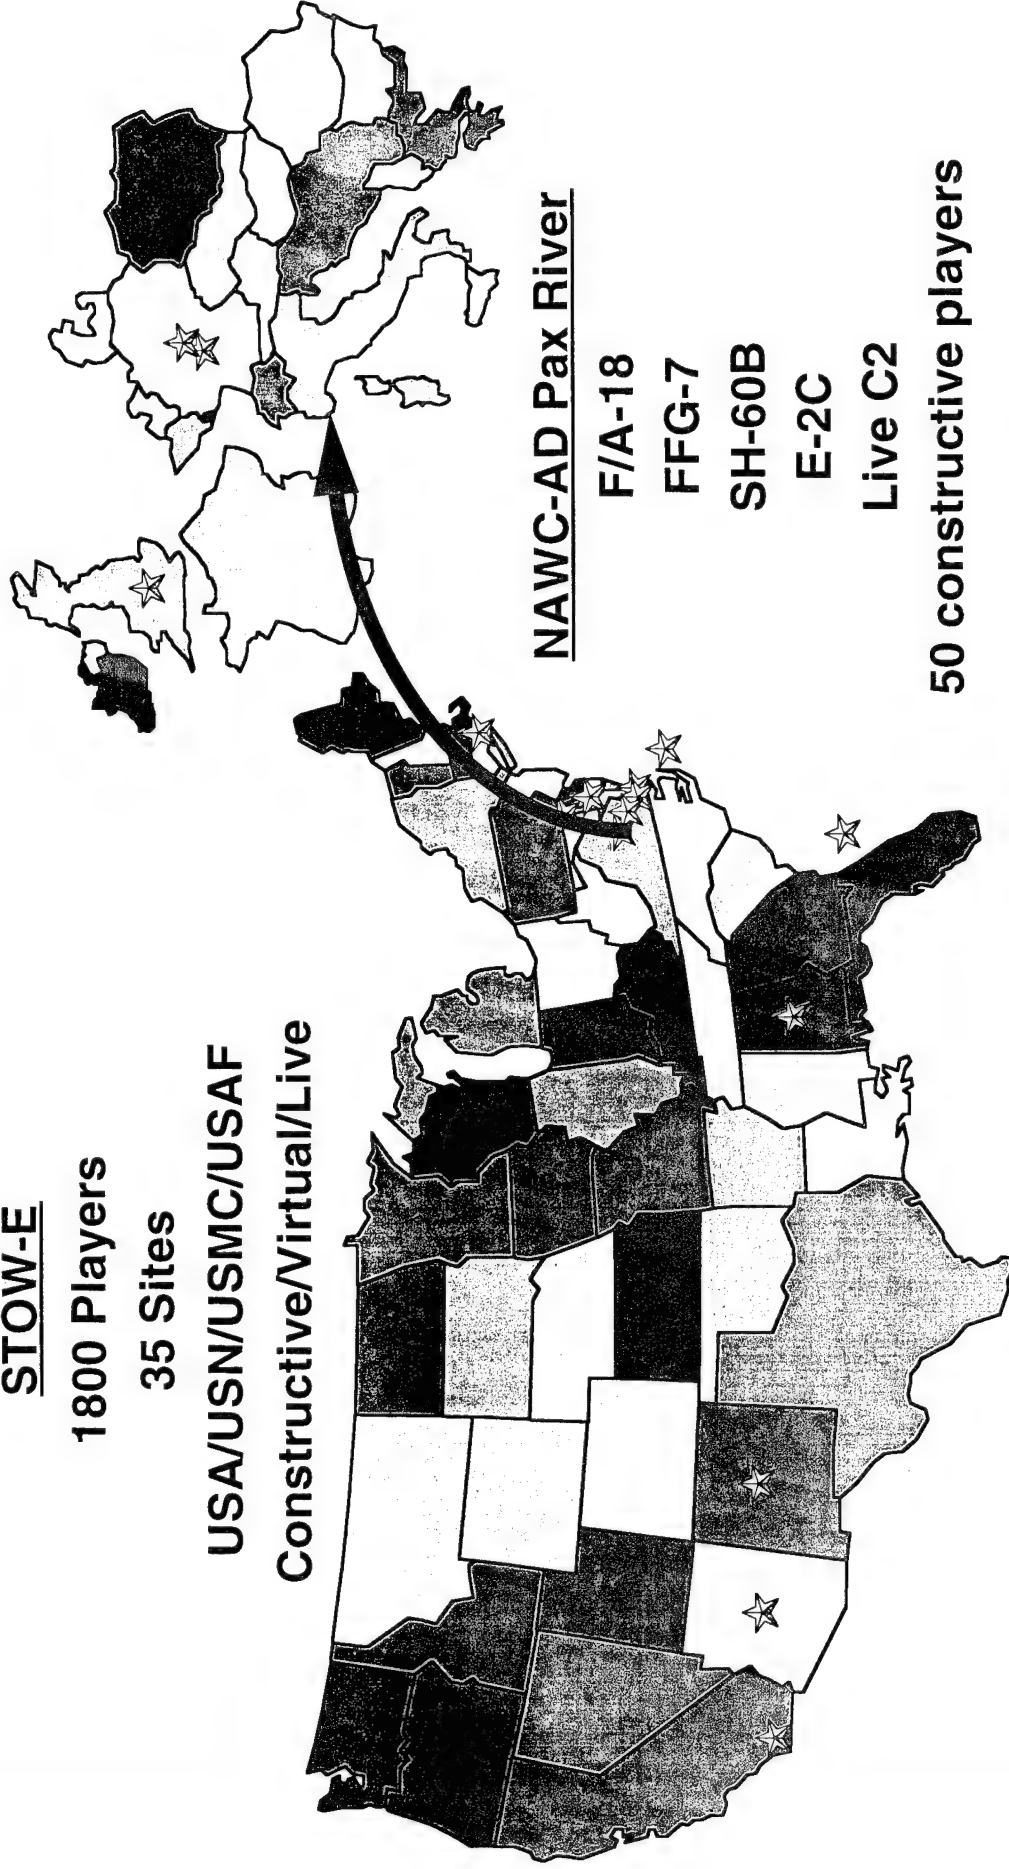 STOW-E
1800 Players
35 Sites
USA/USN/USMC/USAF
Constructive/Virtual/Live
NAWC-AD Pax River
F/A-18
FFG-7
SH-60B
E-2C
Live C2
50 constructive players